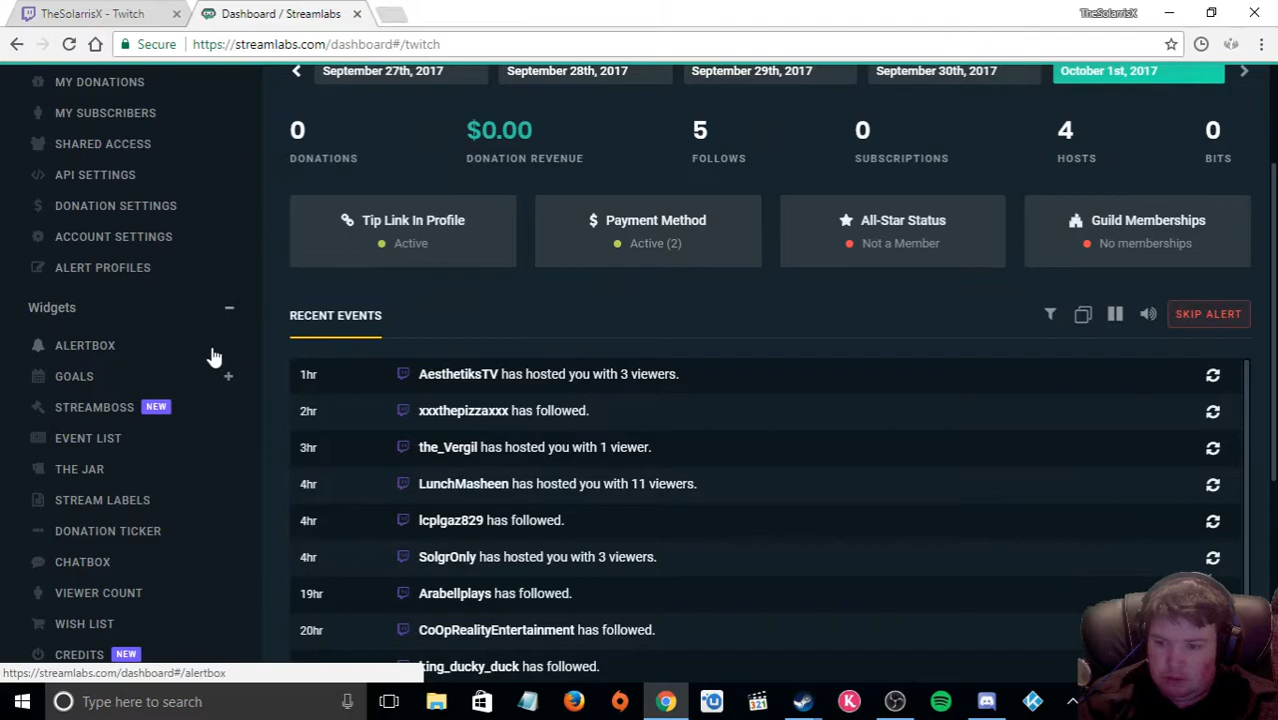 TheSolarrisX - Twitch
Dashboard / Streamlabs
TheSolarrisX
Secure
https://streamlabs.com/dashboard#/twitch
MY DONATIONS
MY SUBSCRIBERS
SHARED ACCESS
API SETTINGS
DONATION SETTINGS
ACCOUNT SETTINGS
ALERT PROFILES
Widgets
ALERTBOX
GOALS
STREAMBOSS NEW
EVENT LIST
THE JAR
STREAM LABELS
DONATION TICKER
CHATBOX
VIEWER COUNT
WISH LIST
CREDITS NEW
September 27th, 2017
September 28th, 2017
September 29th, 2017
September 30th, 2017
October 1st, 2017
0
DONATIONS
$0.00
DONATION REVENUE
5
FOLLOWS
0
SUBSCRIPTIONS
4
HOSTS
0
BITS
Tip Link In Profile
Active
Payment Method
Active (2)
All-Star Status
Not a Member
Guild Memberships
No memberships
RECENT EVENTS
SKIP ALERT
1hr AesthetiksTV has hosted you with 3 viewers.
2hr xxxthepizzaxxx has followed.
3hr the_Vergil has hosted you with 1 viewer.
4hr LunchMasheen has hosted you with 11 viewers.
4hr lcplgaz829 has followed.
4hr SolgrOnly has hosted you with 3 viewers.
19hr Arabellplays has followed.
20hr CoOpRealityEntertainment has followed.
king_ducky_duck has followed.
https://streamlabs.com/dashboard#/alertbox
Type here to search
321